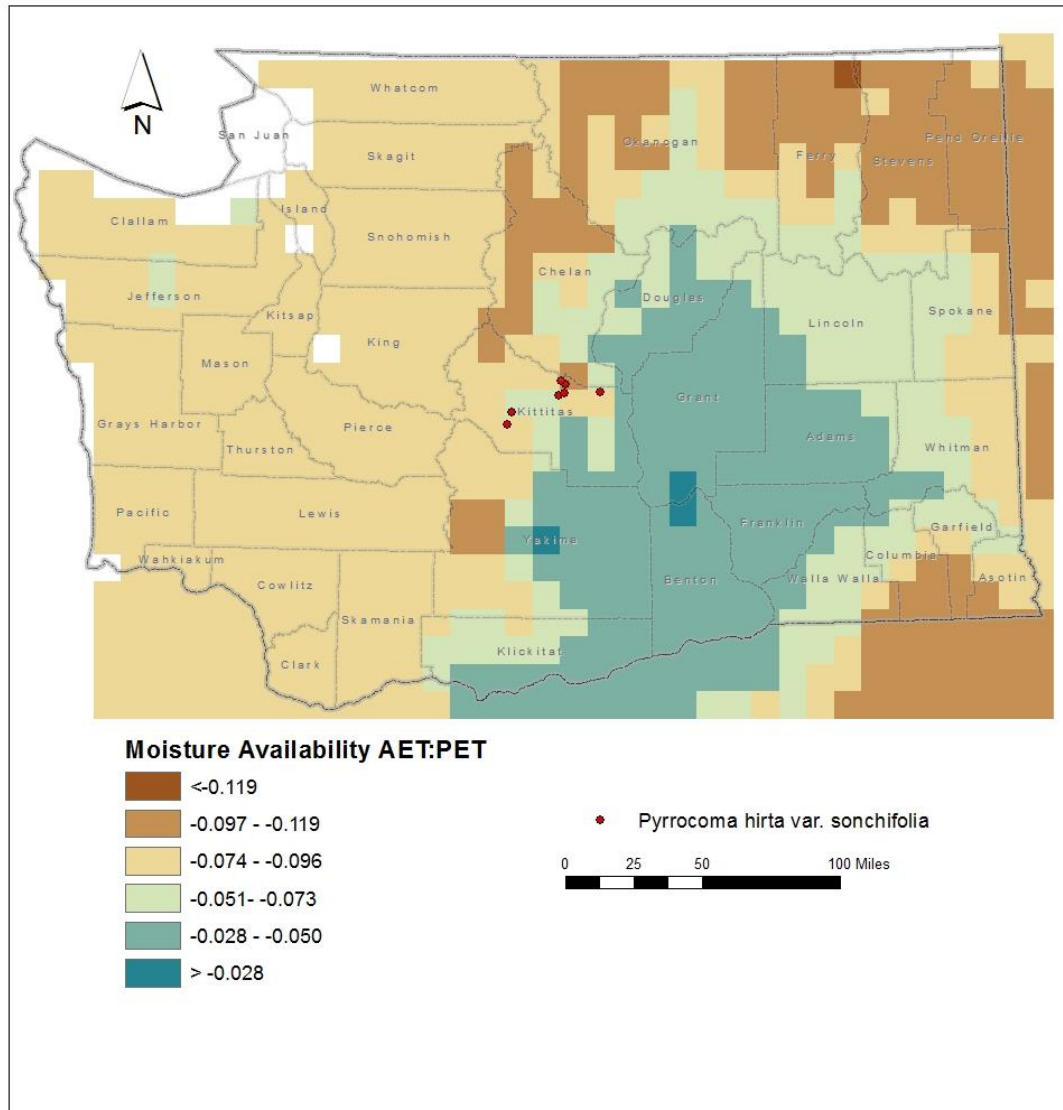 N
Whatcom
San Juan
Skagit
Okanogan
Ferry
Stevens
Pend Oreille
Island
Clallam
Snohomish
Chelan
Jefferson
Douglas
Kitsap
Lincoln
Spokane
King
Mason
Grant
Kittitas
Grays Harbor
Pierce
Adams
Whitman
Thurston
Pacific
Lewis
Franklin
Garfield
Yakima
Wahkiakum
Columbia
Cowlitz
Benton
Walla Walla
Asotin
Skamania
Klickitat
Clark
Moisture Availability AET:PET
<-0.119
-0.097 - -0.119
-0.074 - -0.096
-0.051- -0.073
-0.028 - -0.050
> -0.028
Pyrrocoma hirta var. sonchifolia
0 25 50 100 Miles